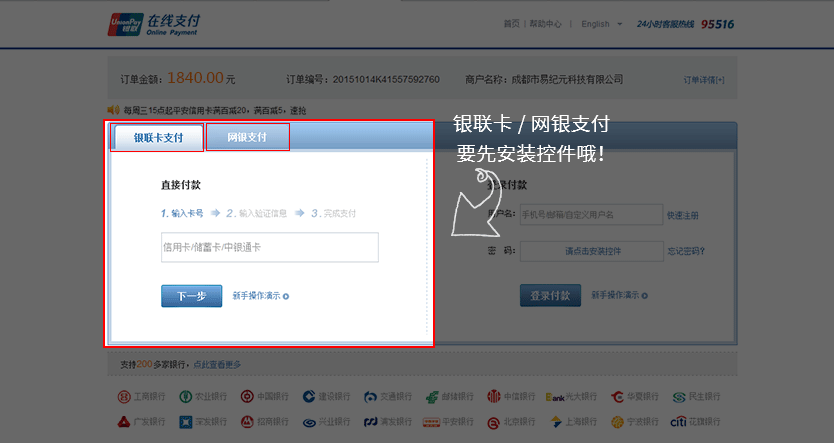 UnionPay 银联 在线支付 Online Payment
首页 | 帮助中心 | English 24小时客服热线 95516
订单金额：1840.00元 订单编号：20151014K41557592760 商户名称：成都市易纪元科技有限公司 订单详情[+]
每周三15点起平安信用卡满百减20，满百减5，速抢
银联卡支付 网银支付
银联卡 / 网银支付
要先安装控件哦！
直接付款
1. 输入卡号 2. 输入验证信息 3. 完成支付
信用卡/储蓄卡/中银通卡
下一步 新手操作演示
登录付款
用户名： 手机号/邮箱/自定义用户名 快速注册
密 码： 请点击安装控件 忘记密码？
登录付款 新手操作演示
支持200多家银行，点此查看更多
工商银行 农业银行 中国银行 建设银行 交通银行 邮储银行 中信银行 Bank 光大银行 华夏银行 民生银行
广发银行 深发银行 招商银行 兴业银行 浦发银行 平安银行 北京银行 上海银行 宁波银行 citi 花旗银行